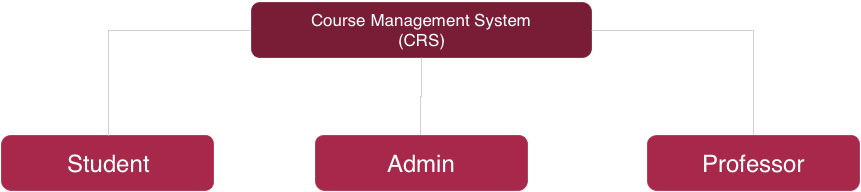 Course Management System
(CRS)
Student
Admin
Professor